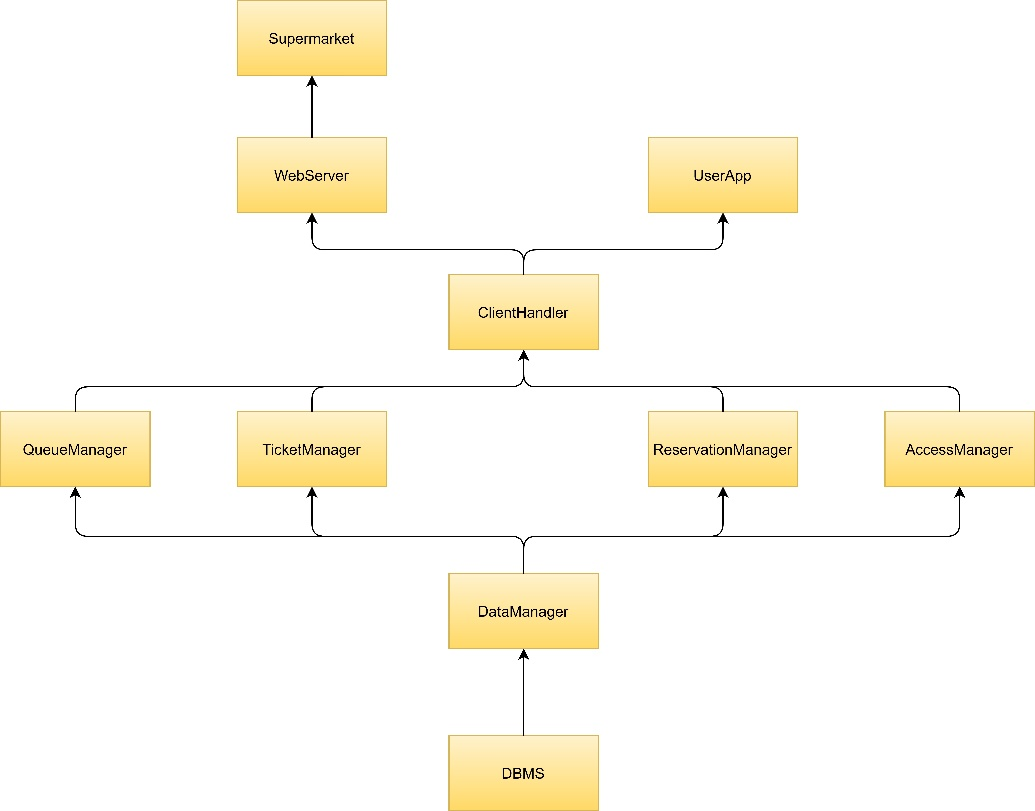 Supermarket
WebServer
UserApp
ClientHandler
QueueManager
TicketManager
ReservationManager
AccessManager
DataManager
DBMS